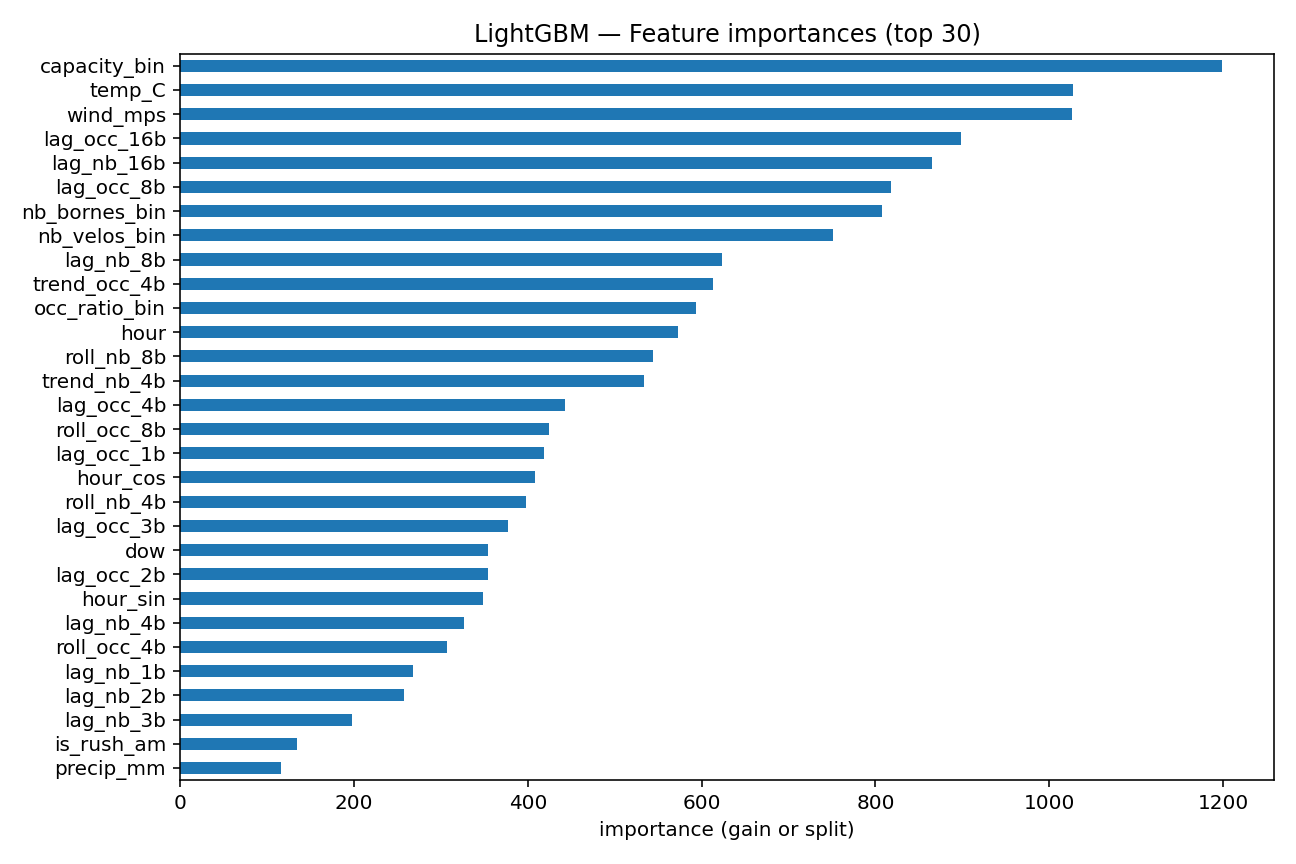 LightGBM — Feature importances (top 30)
capacity_bin
temp_C
wind_mps
lag_occ_16b
lag_nb_16b
lag_occ_8b
nb_bornes_bin
nb_velos_bin
lag_nb_8b
trend_occ_4b
occ_ratio_bin
hour
roll_nb_8b
trend_nb_4b
lag_occ_4b
roll_occ_8b
lag_occ_1b
hour_cos
roll_nb_4b
lag_occ_3b
dow
lag_occ_2b
hour_sin
lag_nb_4b
roll_occ_4b
lag_nb_1b
lag_nb_2b
lag_nb_3b
is_rush_am
precip_mm
0 200 400 600 800 1000 1200
importance (gain or split)